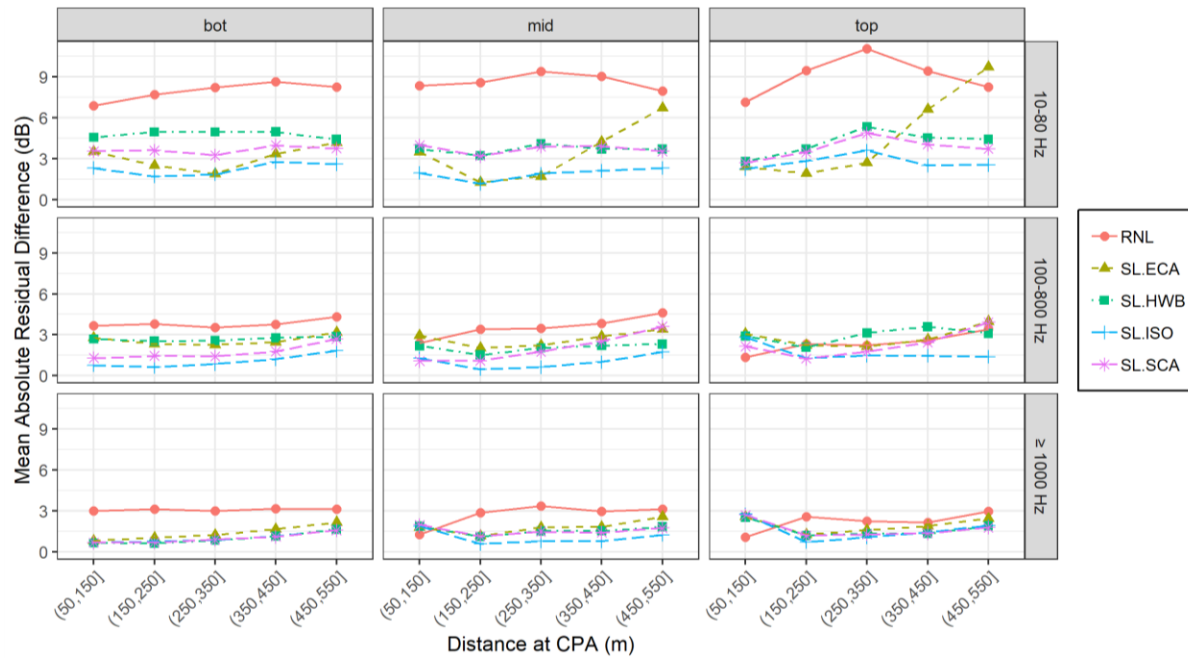 bot mid top
Mean Absolute Residual Difference (dB)
9
6
3
0
10-80 Hz
9
6
3
0
100-800 Hz
9
6
3
0
≥ 1000 Hz
(50,150] (150,250] (250,350] (350,450] (450,550] (50,150] (150,250] (250,350] (350,450] (450,550] (50,150] (150,250] (250,350] (350,450] (450,550]
Distance at CPA (m)
RNL
SL.ECA
SL.HWB
SL.ISO
SL.SCA